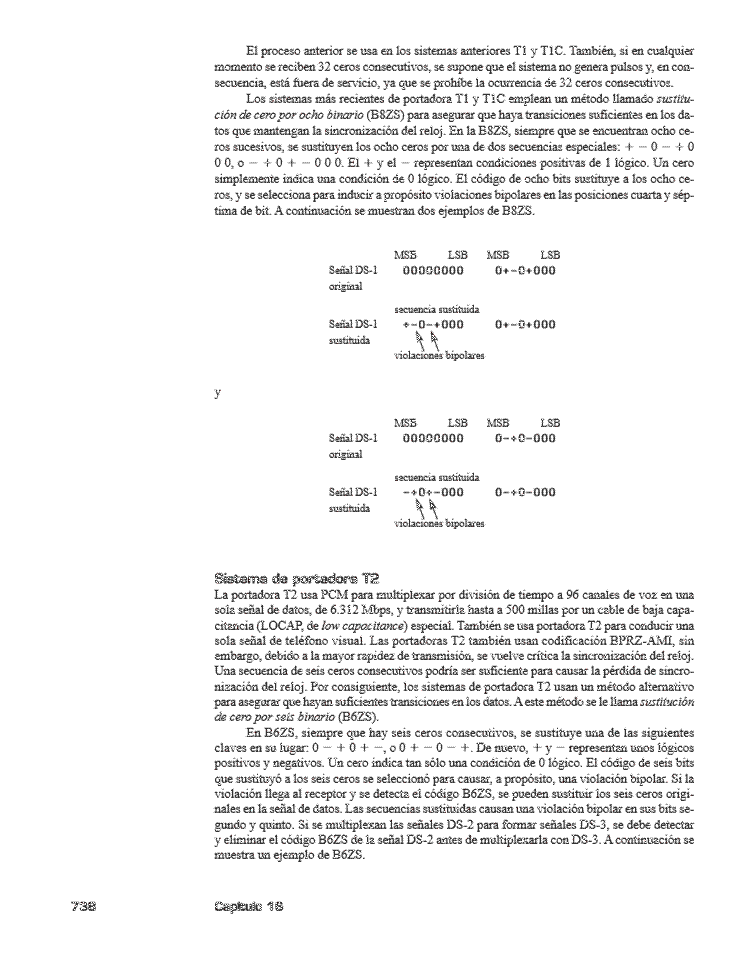 El proceso anterior se usa en los sistemas anteriores T1 y T1C. También, si en cualquier
momento se reciben 32 ceros consecutivos, se supone que el sistema no genera pulsos y, en con-
secuencia, está fuera de servicio, ya que se prohíbe la ocurrencia de 32 ceros consecutivos.
Los sistemas más recientes de portadora T1 y T1C emplean un método llamado sustitu-
ción de cero por ocho binario (B8ZS) para asegurar que haya transiciones suficientes en los da-
tos que mantengan la sincronización del reloj. En la B8ZS, siempre que se encuentran ocho ce-
ros sucesivos, se sustituyen los ocho ceros por una de dos secuencias especiales: + − 0 − + 0
0 0, o − + 0 + − 0 0 0. El + y el − representan condiciones positivas de 1 lógico. Un cero
simplemente indica una condición de 0 lógico. El código de ocho bits sustituye a los ocho ce-
ros, y se selecciona para inducir a propósito violaciones bipolares en las posiciones cuarta y sép-
tima de bit. A continuación se muestran dos ejemplos de B8ZS.
MSB LSB MSB LSB
Señal DS-1 00000000 0+−0+000
original
secuencia sustituida
Señal DS-1 +−0−+000 0+−0+000
sustituida
violaciones bipolares
y
MSB LSB MSB LSB
Señal DS-1 00000000 0−+0−000
original
secuencia sustituida
Señal DS-1 −+0+−000 0−+0−000
sustituida
violaciones bipolares
Sistema de portadora T2
La portadora T2 usa PCM para multiplexar por división de tiempo a 96 canales de voz en una
sola señal de datos, de 6.312 Mbps, y transmitirla hasta a 500 millas por un cable de baja capa-
citancia (LOCAP, de low capacitance) especial. También se usa portadora T2 para conducir una
sola señal de teléfono visual. Las portadoras T2 también usan codificación BPRZ-AMI, sin
embargo, debido a la mayor rapidez de transmisión, se vuelve crítica la sincronización del reloj.
Una secuencia de seis ceros consecutivos podría ser suficiente para causar la pérdida de sincro-
nización del reloj. Por consiguiente, los sistemas de portadora T2 usan un método alternativo
para asegurar que hayan suficientes transiciones en los datos. A este método se le llama sustitución
de cero por seis binario (B6ZS).
En B6ZS, siempre que hay seis ceros consecutivos, se sustituye una de las siguientes
claves en su lugar: 0 − + 0 + −, o 0 + − 0 − +. De nuevo, + y − representan unos lógicos
positivos y negativos. Un cero indica tan sólo una condición de 0 lógico. El código de seis bits
que sustituyó a los seis ceros se seleccionó para causar, a propósito, una violación bipolar. Si la
violación llega al receptor y se detecta el código B6ZS, se pueden sustituir los seis ceros origi-
nales en la señal de datos. Las secuencias sustituidas causan una violación bipolar en sus bits se-
gundo y quinto. Si se multiplexan las señales DS-2 para formar señales DS-3, se debe detectar
y eliminar el código B6ZS de la señal DS-2 antes de multiplexarla con DS-3. A continuación se
muestra un ejemplo de B6ZS.
738 Capítulo 16